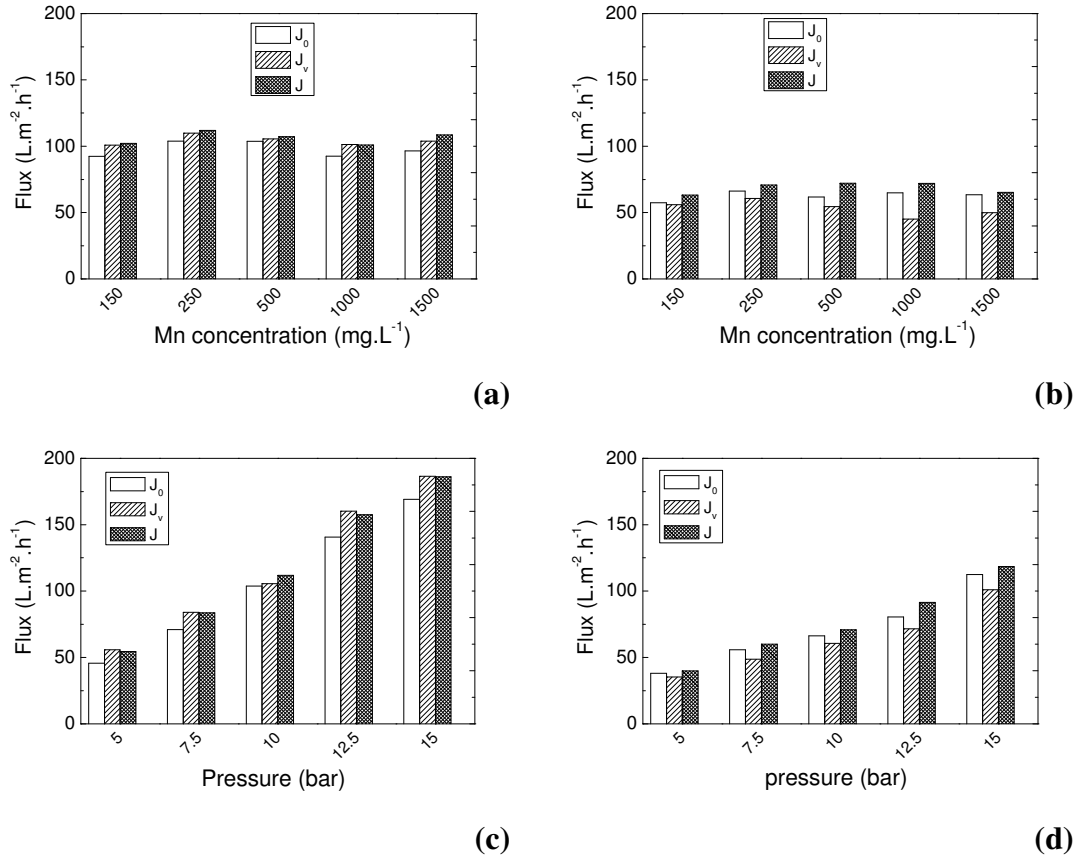 200
150
100
50
0
Flux (L.m⁻².h⁻¹)
J₀
Jᵥ
J
150 250 500 1000 1500
Mn concentration (mg.L⁻¹)
(a)
200
150
100
50
0
Flux (L.m⁻².h⁻¹)
J₀
Jᵥ
J
150 250 500 1000 1500
Mn concentration (mg.L⁻¹)
(b)
200
150
100
50
0
Flux (L.m⁻².h⁻¹)
J₀
Jᵥ
J
5 7.5 10 12.5 15
Pressure (bar)
(c)
200
150
100
50
0
Flux (L.m⁻².h⁻¹)
J₀
Jᵥ
J
5 7.5 10 12.5 15
pressure (bar)
(d)